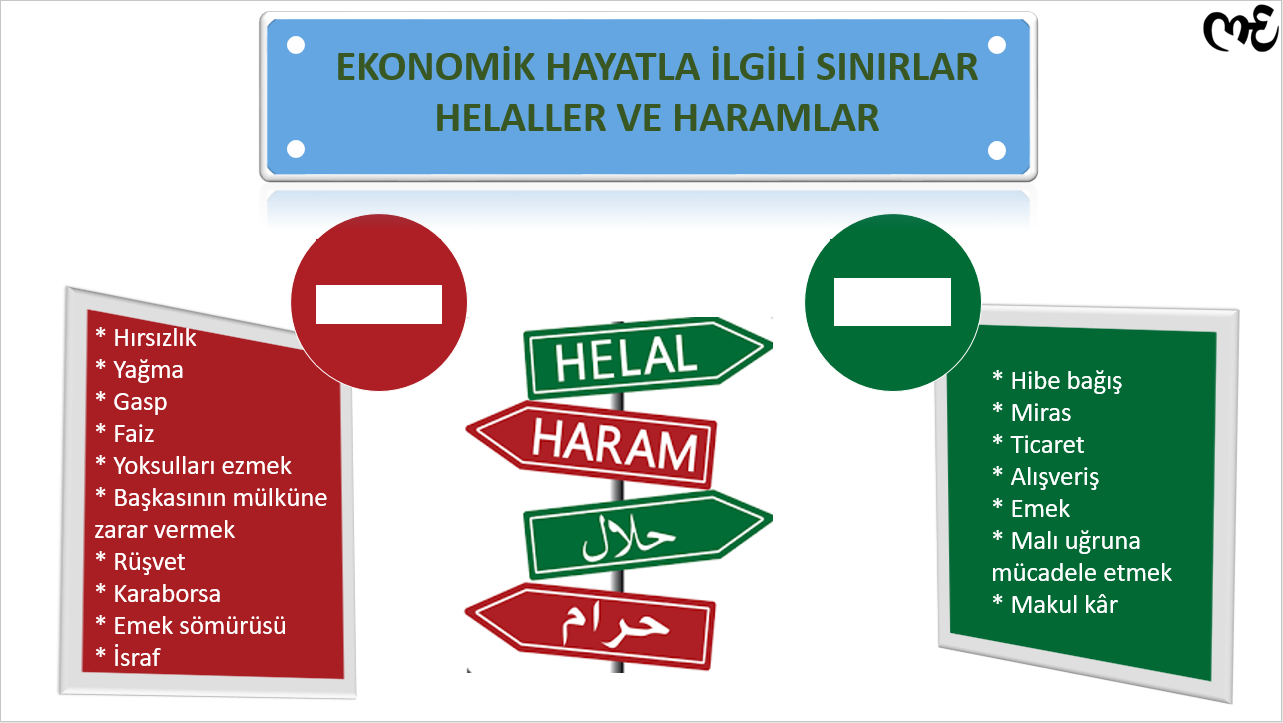 EKONOMİK HAYATLA İLGİLİ SINIRLAR
HELALLER VE HARAMLAR
* Hırsızlık
* Yağma
* Gasp
* Faiz
* Yoksulları ezmek
* Başkasının mülküne
zarar vermek
* Rüşvet
* Karaborsa
* Emek sömürüsü
* İsraf
HELAL
HARAM
حلال
حرام
* Hibe bağış
* Miras
* Ticaret
* Alışveriş
* Emek
* Malı uğruna
mücadele etmek
* Makul kâr